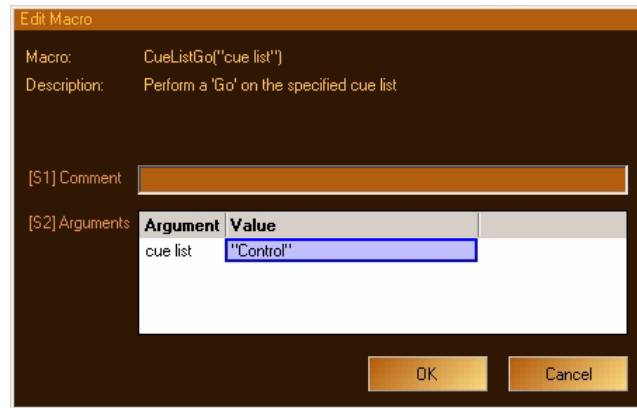 Edit Macro
Macro: CueListGo("cue list")
Description: Perform a 'Go' on the specified cue list
[S1] Comment
[S2] Arguments Argument Value
cue list "Control"
OK Cancel